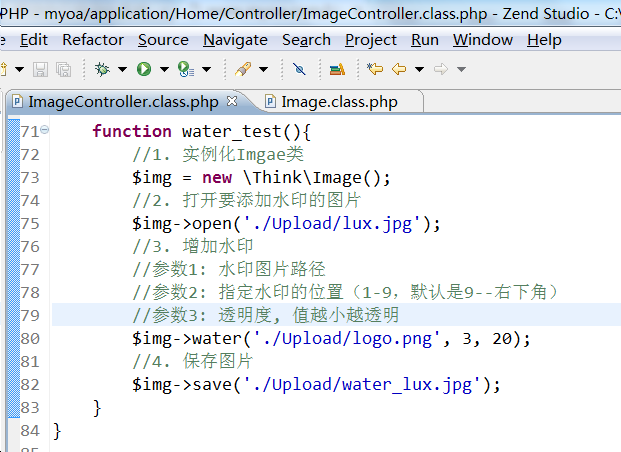 PHP - myoa/application/Home/Controller/ImageController.class.php - Zend Studio - C:\
Edit Refactor Source Navigate Search Project Run Window Help
ImageController.class.php Image.class.php
71 function water_test(){
72 //1. 实例化Imgae类
73 $img = new \Think\Image();
74 //2. 打开要添加水印的图片
75 $img->open('./Upload/lux.jpg');
76 //3. 增加水印
77 //参数1: 水印图片路径
78 //参数2: 指定水印的位置（1-9，默认是9--右下角）
79 //参数3: 透明度, 值越小越透明
80 $img->water('./Upload/logo.png', 3, 20);
81 //4. 保存图片
82 $img->save('./Upload/water_lux.jpg');
83 }
84 }